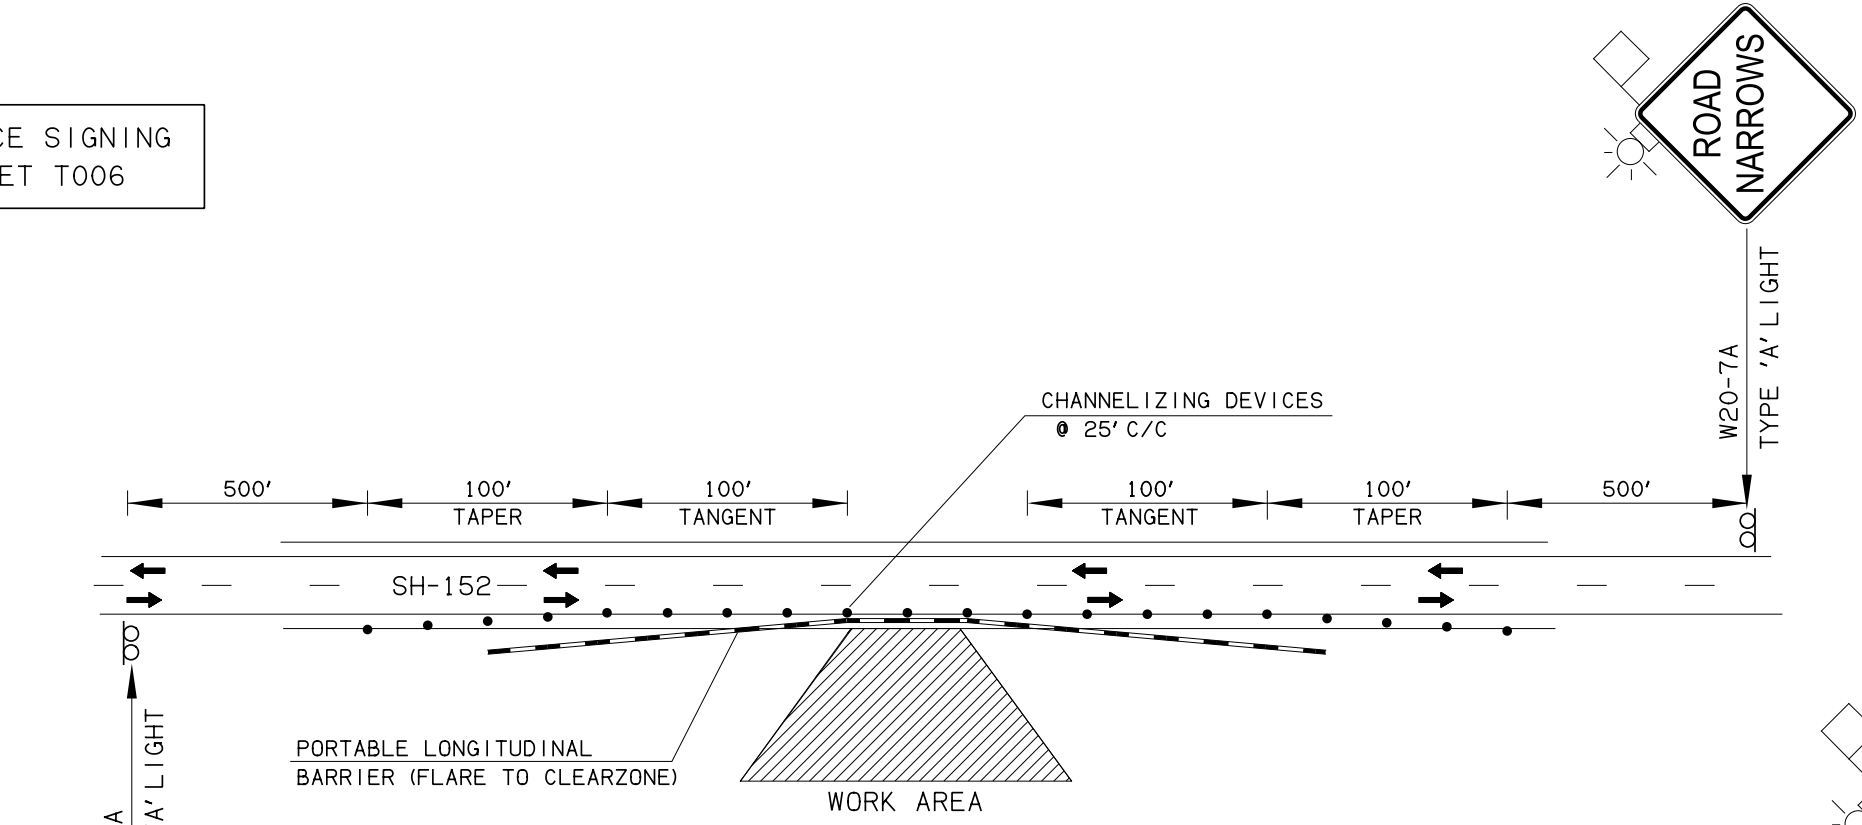 CE SIGNING
ET T006
ROAD
NARROWS
W20-7A
TYPE 'A' LIGHT
CHANNELIZING DEVICES
@ 25' C/C
500'
100'
TAPER
100'
TANGENT
100'
TANGENT
100'
TAPER
500'
SH-152
PORTABLE LONGITUDINAL
BARRIER (FLARE TO CLEARZONE)
WORK AREA
A
'A' LIGHT